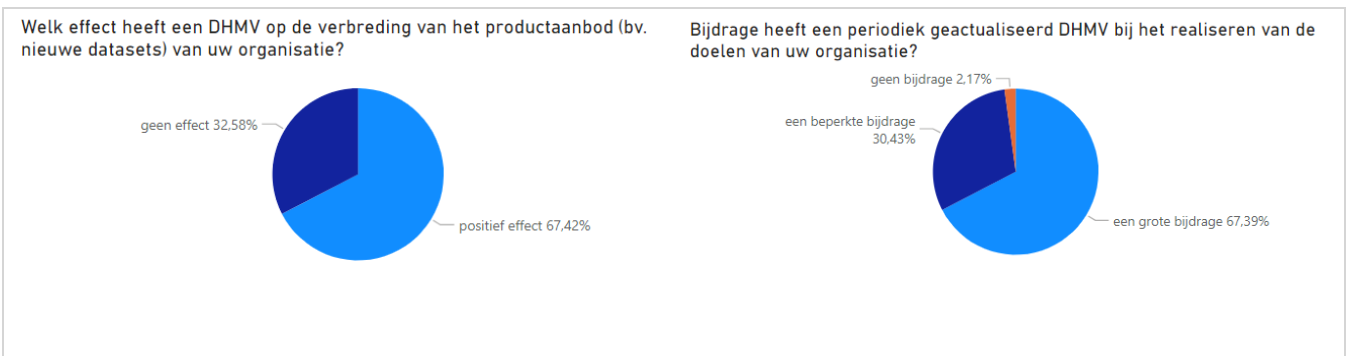 Welk effect heeft een DHMV op de verbreding van het productaanbod (bv.
nieuwe datasets) van uw organisatie?
geen effect 32,58%
positief effect 67,42%
Bijdrage heeft een periodiek geactualiseerd DHMV bij het realiseren van de
doelen van uw organisatie?
geen bijdrage 2,17%
een beperkte bijdrage
30,43%
een grote bijdrage 67,39%